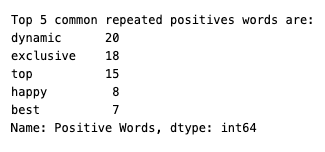 Top 5 common repeated positives words are:
dynamic      20
exclusive    18
top          15
happy         8
best          7
Name: Positive Words, dtype: int64